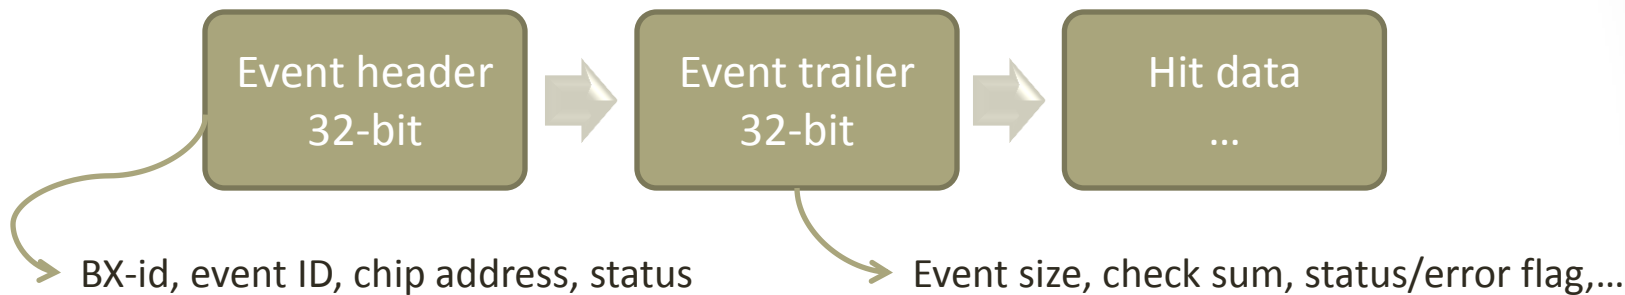 Event header
32-bit
Event trailer
32-bit
Hit data
...
BX-id, event ID, chip address, status
Event size, check sum, status/error flag,...